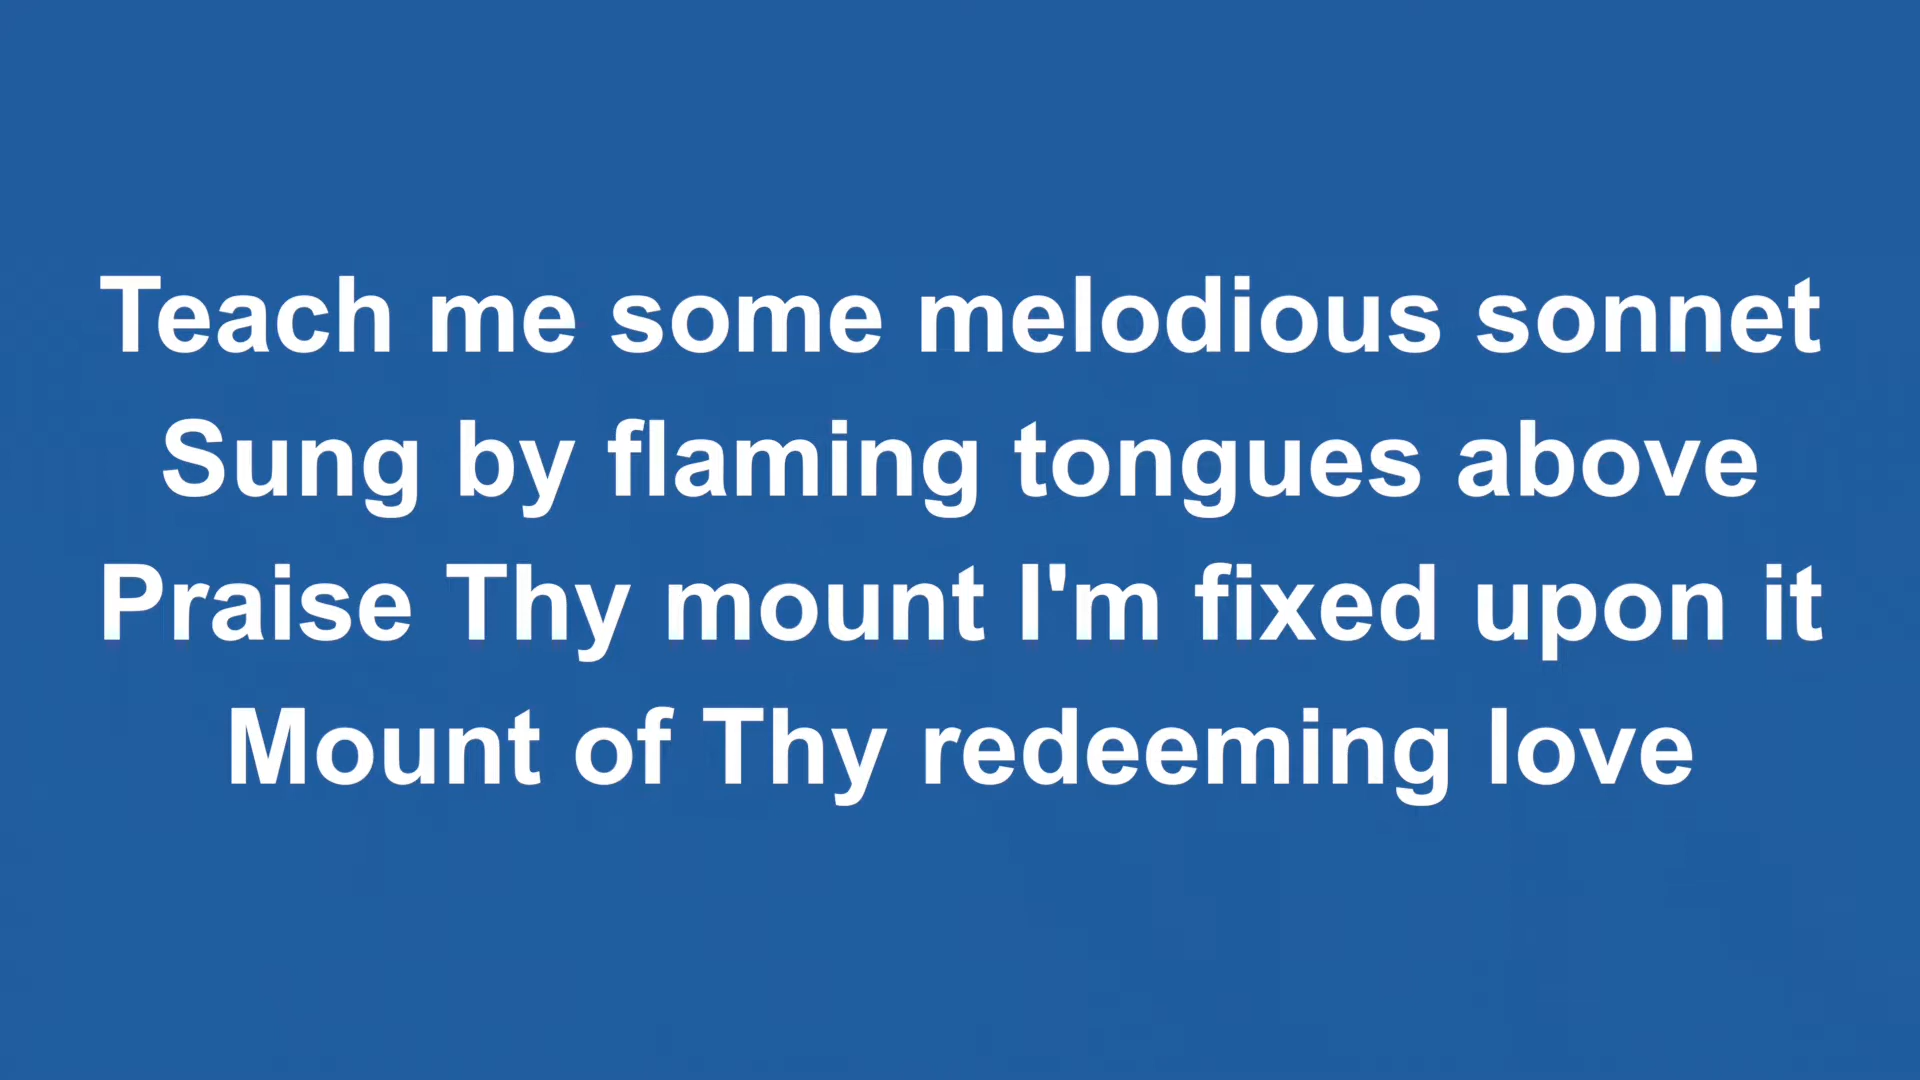 Teach me some melodious sonnet
Sung by flaming tongues above
Praise Thy mount I'm fixed upon it
Mount of Thy redeeming love